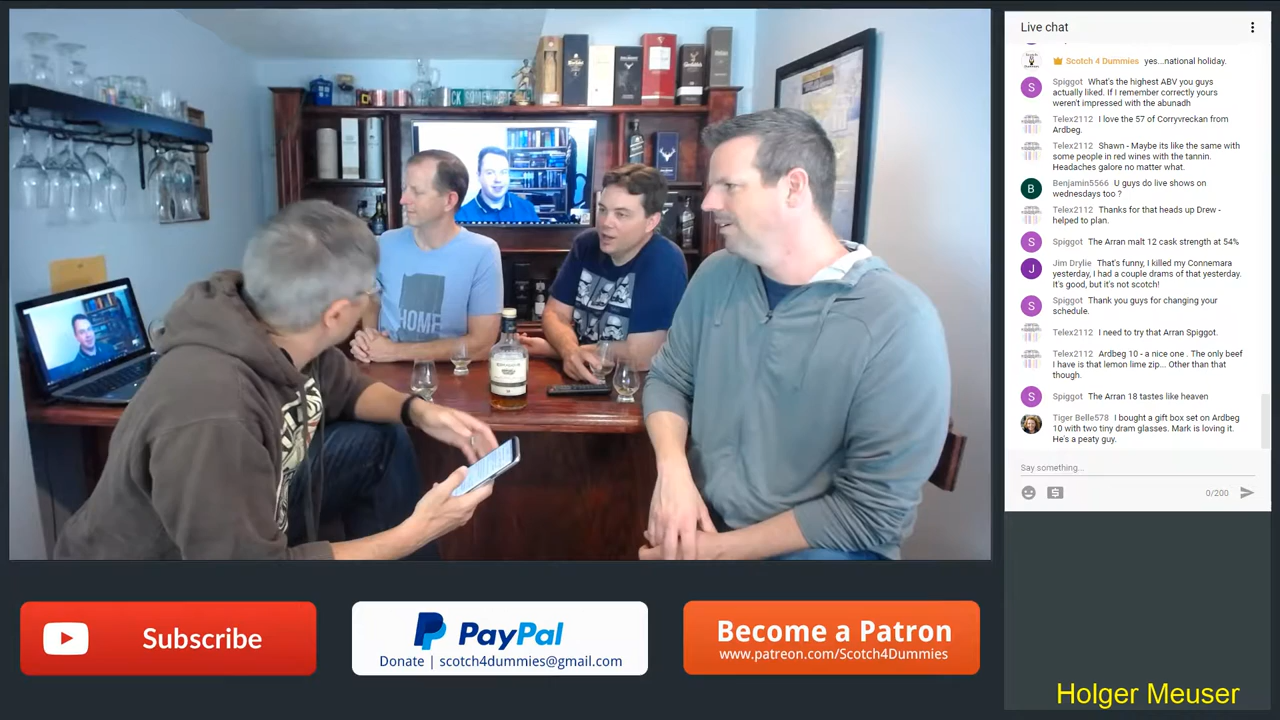 HOME
Subscribe
PayPal
Donate | scotch4dummies@gmail.com
Become a Patron
www.patreon.com/Scotch4Dummies
Live chat
Scotch 4 Dummies yes...national holiday.
S Spiggot What's the highest ABV you guys
actually liked. If I remember correctly yours
weren't impressed with the abunadh
Telex2112 I love the 57 of Corryvreckan from
Ardbeg.
Telex2112 Shawn - Maybe its like the same with
some people in red wines with the tannin.
Headaches galore no matter what.
B Benjamin5566 U guys do live shows on
wednesdays too ?
Telex2112 Thanks for that heads up Drew -
helped to plan.
S Spiggot The Arran malt 12 cask strength at 54%
J Jim Drylie That's funny, I killed my Connemara
yesterday, I had a couple drams of that yesterday.
It's good, but it's not scotch!
S Spiggot Thank you guys for changing your
schedule.
Telex2112 I need to try that Arran Spiggot.
Telex2112 Ardbeg 10 - a nice one . The only beef
I have is that lemon lime zip... Other than that
though.
S Spiggot The Arran 18 tastes like heaven
Tiger Belle578 I bought a gift box set on Ardbeg
10 with two tiny dram glasses. Mark is loving it.
He's a peaty guy.
Say something...
0/200
Holger Meuser